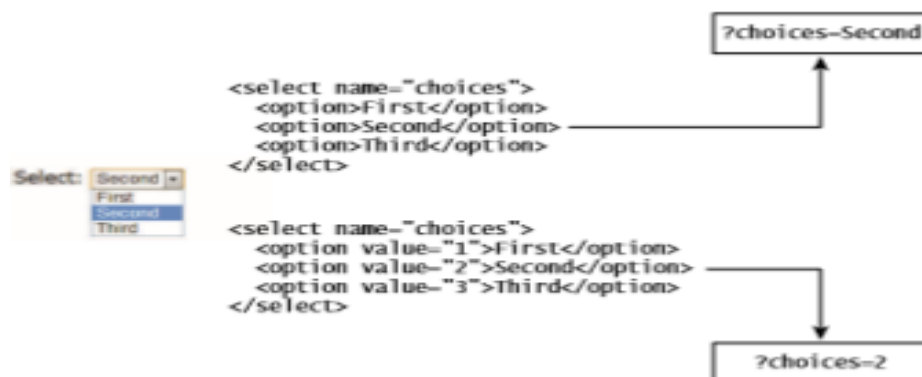 ?choices=Second
<select name="choices">
<option>First</option>
<option>Second</option>
<option>Third</option>
</select>
Select: Second
First
Second
Third
<select name="choices">
<option value="1">First</option>
<option value="2">Second</option>
<option value="3">Third</option>
</select>
?choices=2